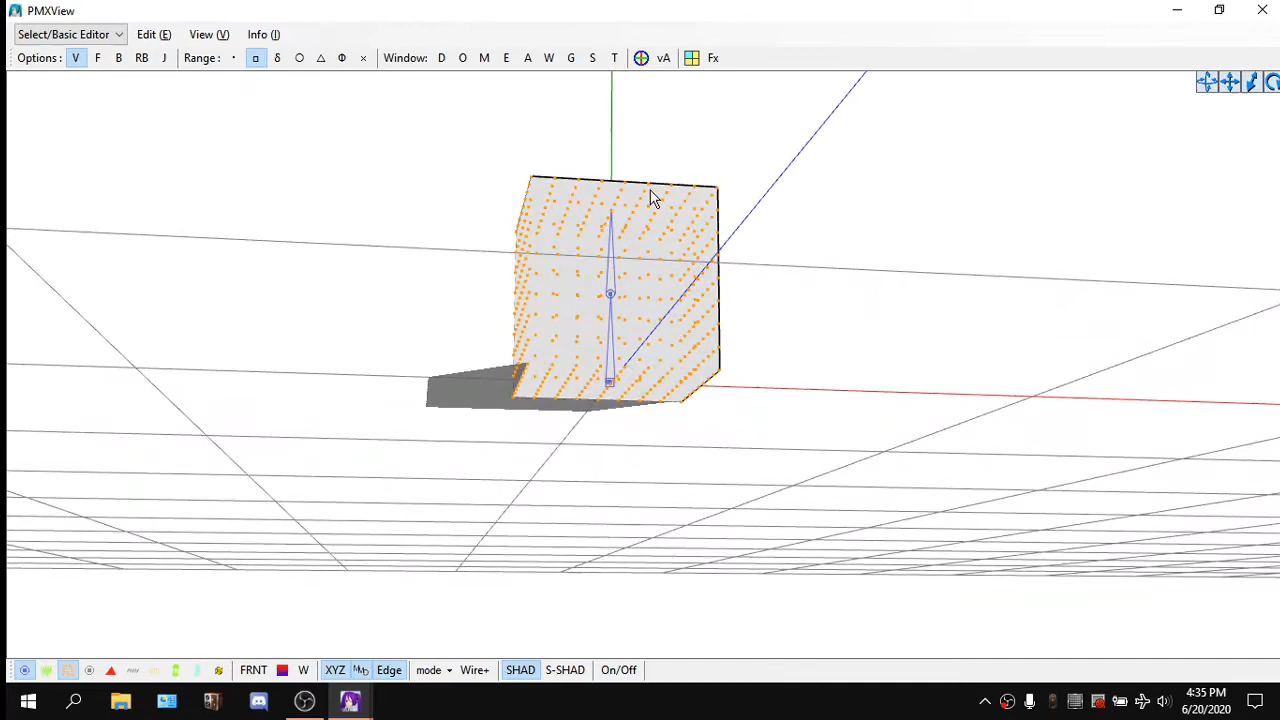 PMXView
Select/Basic Editor Edit (E) View (V) Info (I)
Options: V F B RB J Range: · □ δ ○ △ Φ × Window: D O M E A W G S T vA Fx
FRNT W XYZ Edge mode Wire+ SHAD S-SHAD On/Off
4:35 PM
6/20/2020